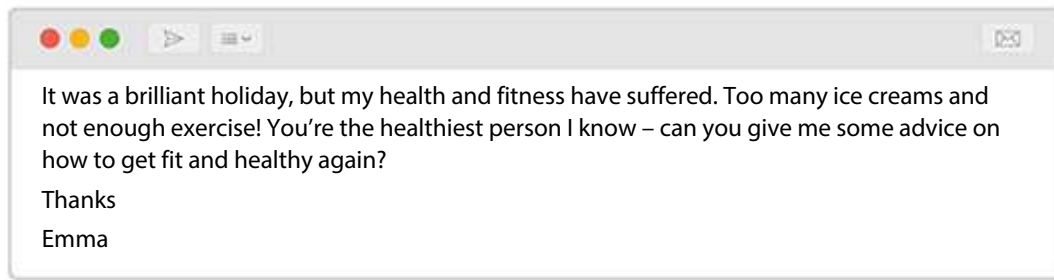 It was a brilliant holiday, but my health and fitness have suffered. Too many ice creams and
not enough exercise! You’re the healthiest person I know – can you give me some advice on
how to get fit and healthy again?
Thanks
Emma